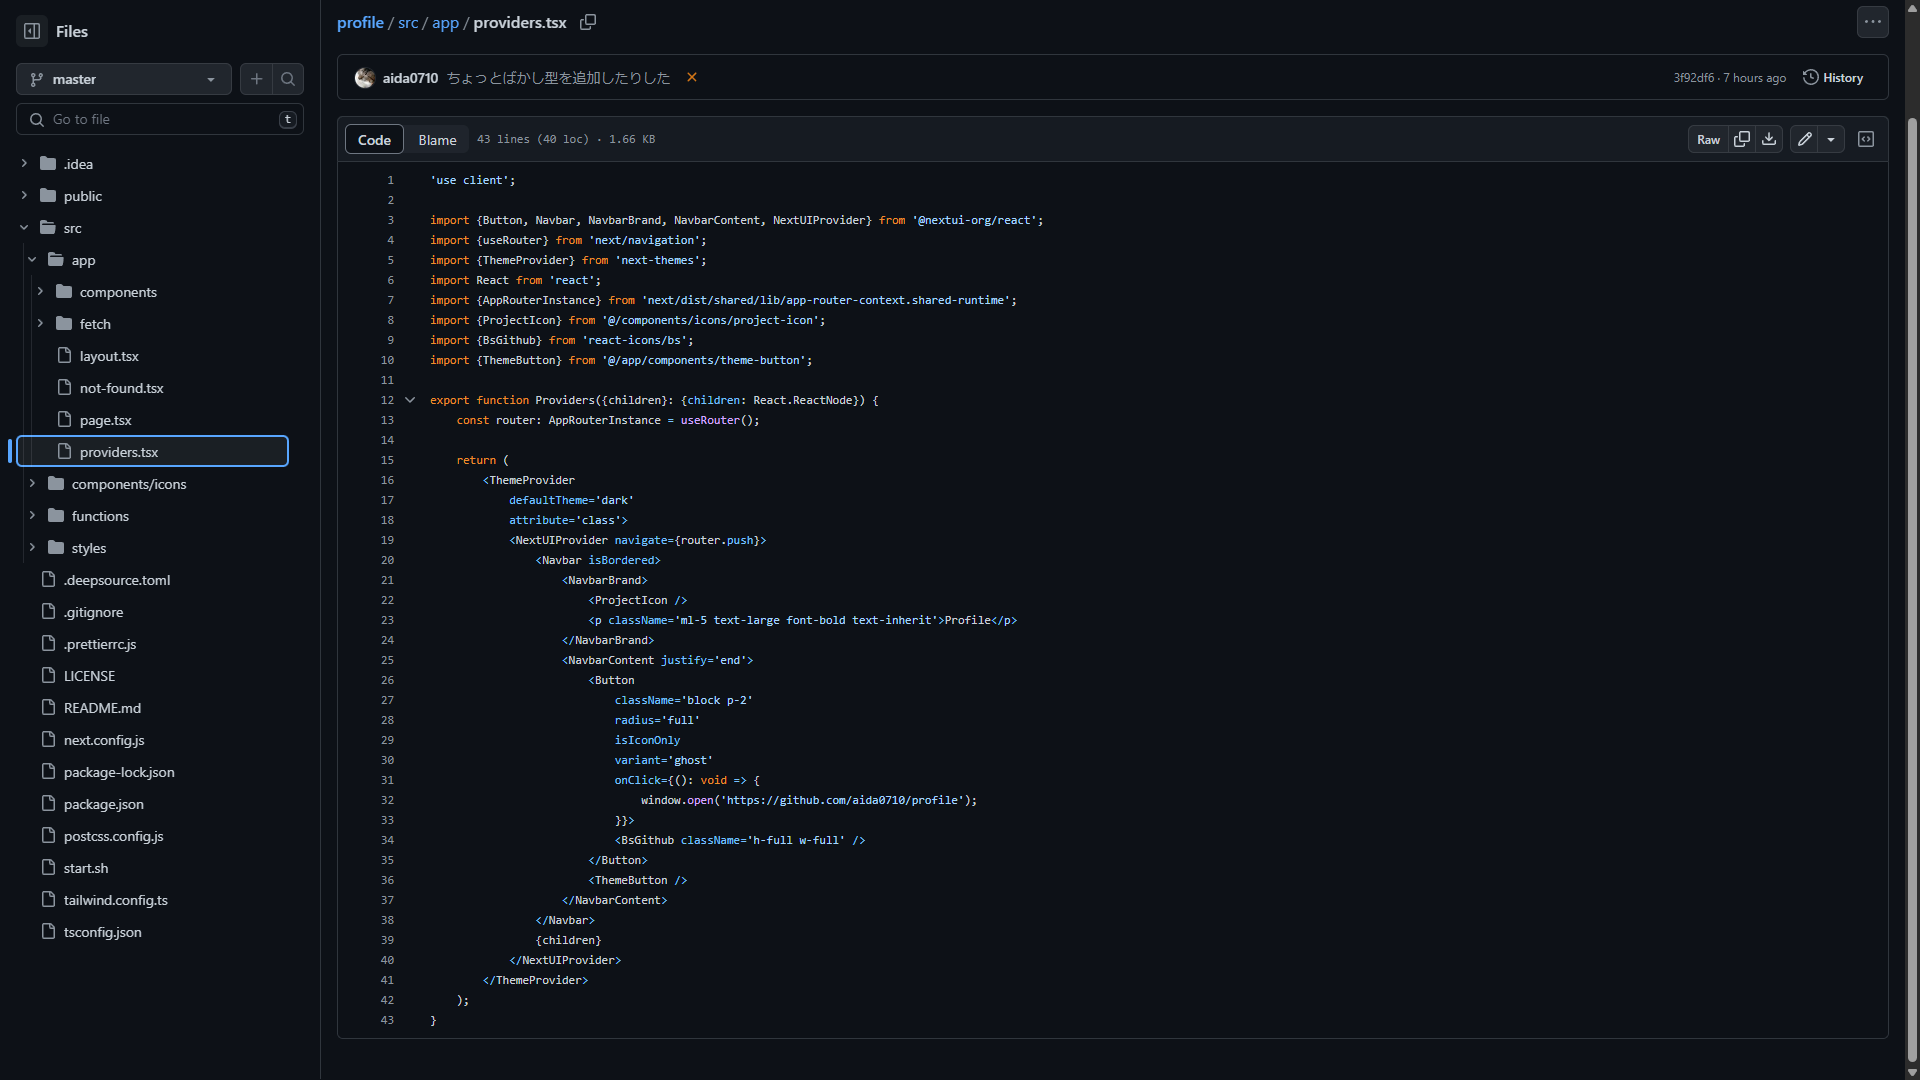 Files
master
Go to file
t
.idea
public
src
app
components
fetch
layout.tsx
not-found.tsx
page.tsx
providers.tsx
components/icons
functions
styles
.deepsource.toml
.gitignore
.prettierrc.js
LICENSE
README.md
next.config.js
package-lock.json
package.json
postcss.config.js
start.sh
tailwind.config.ts
tsconfig.json
profile / src / app / providers.tsx
aida0710 ちょっとばかし型を追加したりした
3f92df6 · 7 hours ago History
Code Blame 43 lines (40 loc) · 1.66 KB
Raw
1 'use client';
2
3 import {Button, Navbar, NavbarBrand, NavbarContent, NextUIProvider} from '@nextui-org/react';
4 import {useRouter} from 'next/navigation';
5 import {ThemeProvider} from 'next-themes';
6 import React from 'react';
7 import {AppRouterInstance} from 'next/dist/shared/lib/app-router-context.shared-runtime';
8 import {ProjectIcon} from '@/components/icons/project-icon';
9 import {BsGithub} from 'react-icons/bs';
10 import {ThemeButton} from '@/app/components/theme-button';
11
12 export function Providers({children}: {children: React.ReactNode}) {
13     const router: AppRouterInstance = useRouter();
14
15     return (
16         <ThemeProvider
17             defaultTheme='dark'
18             attribute='class'>
19             <NextUIProvider navigate={router.push}>
20                 <Navbar isBordered>
21                     <NavbarBrand>
22                         <ProjectIcon />
23                         <p className='ml-5 text-large font-bold text-inherit'>Profile</p>
24                     </NavbarBrand>
25                     <NavbarContent justify='end'>
26                         <Button
27                             className='block p-2'
28                             radius='full'
29                             isIconOnly
30                             variant='ghost'
31                             onClick={(): void => {
32                                 window.open('https://github.com/aida0710/profile');
33                             }}>
34                             <BsGithub className='h-full w-full' />
35                         </Button>
36                         <ThemeButton />
37                     </NavbarContent>
38                 </Navbar>
39                 {children}
40             </NextUIProvider>
41         </ThemeProvider>
42     );
43 }